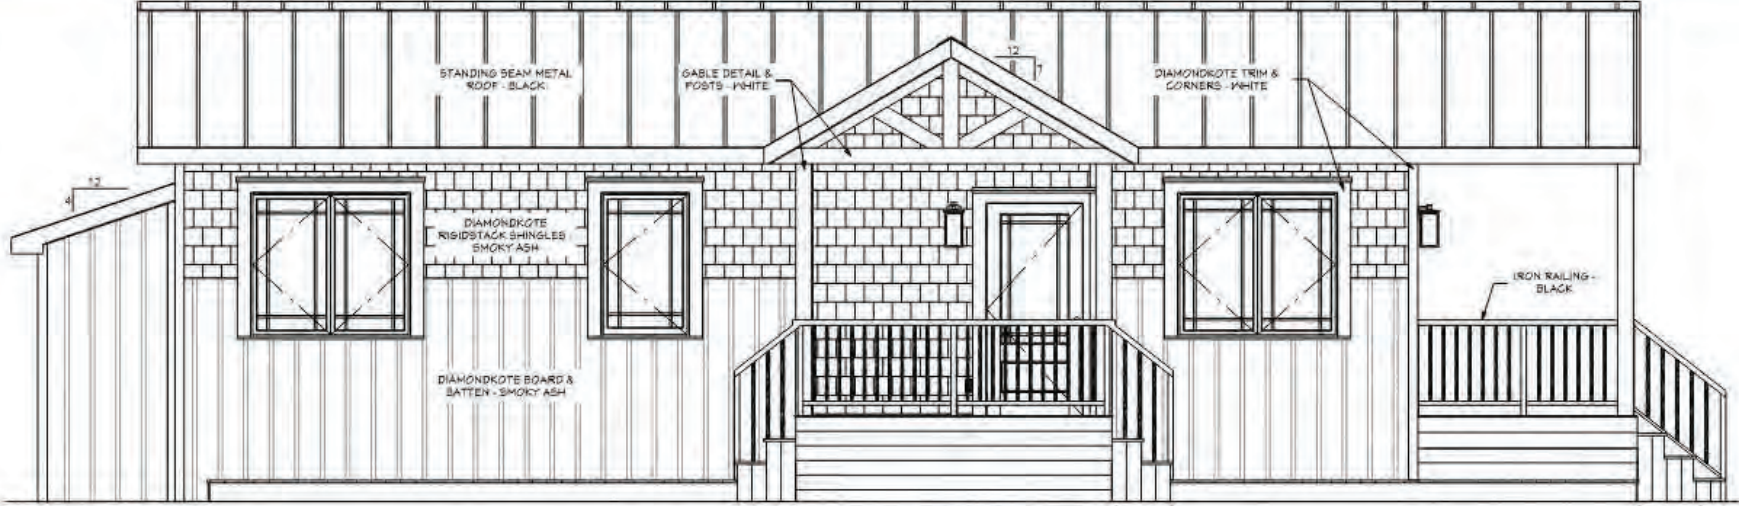 STANDING SEAM METAL
ROOF - BLACK
GABLE DETAIL &
POSTS - WHITE
12
7
DIAMONDKOTE TRIM &
CORNERS - WHITE
12
4
DIAMONDKOTE
RIGIDSTACK SHINGLES -
SMOKY ASH
IRON RAILING -
BLACK
DIAMONDKOTE BOARD &
BATTEN - SMOKY ASH